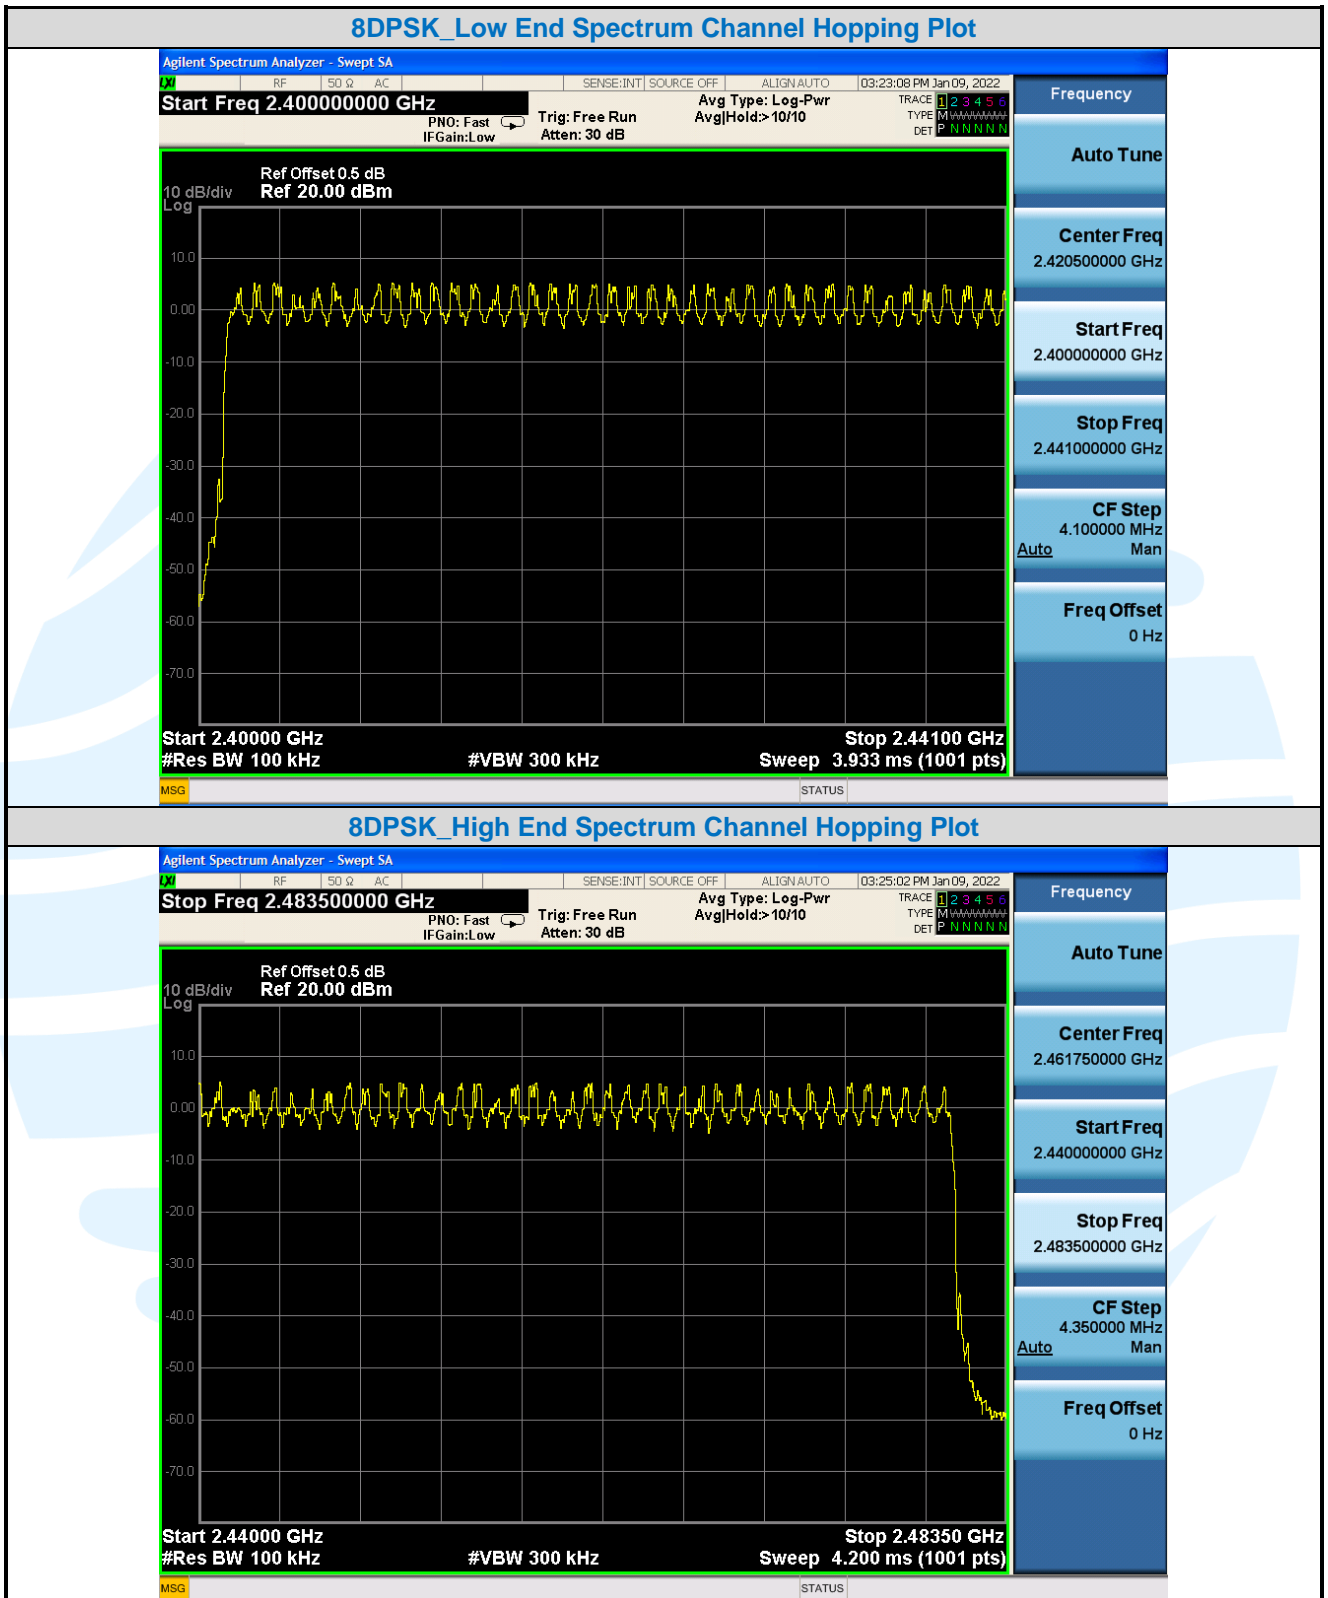 8DPSK_Low End Spectrum Channel Hopping Plot
Agilent Spectrum Analyzer - Swept SA
LXI RF 50 Ω AC SENSE:INT SOURCE OFF ALIGN AUTO 03:23:08 PM Jan 09, 2022
Start Freq 2.400000000 GHz
PNO: Fast
IFGain:Low
Trig: Free Run
Atten: 30 dB
Avg Type: Log-Pwr
Avg|Hold:> 10/10
TRACE 1 2 3 4 5 6
TYPE M
DET P N N N N N
Ref Offset 0.5 dB
10 dB/div Ref 20.00 dBm
Log
10.0
0.00
-10.0
-20.0
-30.0
-40.0
-50.0
-60.0
-70.0
Start 2.40000 GHz Stop 2.44100 GHz
#Res BW 100 kHz #VBW 300 kHz Sweep 3.933 ms (1001 pts)
MSG STATUS
Frequency
Auto Tune
Center Freq
2.420500000 GHz
Start Freq
2.400000000 GHz
Stop Freq
2.441000000 GHz
CF Step
4.100000 MHz
Auto Man
Freq Offset
0 Hz
8DPSK_High End Spectrum Channel Hopping Plot
Agilent Spectrum Analyzer - Swept SA
LXI RF 50 Ω AC SENSE:INT SOURCE OFF ALIGN AUTO 03:25:02 PM Jan 09, 2022
Stop Freq 2.483500000 GHz
PNO: Fast
IFGain:Low
Trig: Free Run
Atten: 30 dB
Avg Type: Log-Pwr
Avg|Hold:> 10/10
TRACE 1 2 3 4 5 6
TYPE M
DET P N N N N N
Ref Offset 0.5 dB
10 dB/div Ref 20.00 dBm
Log
10.0
0.00
-10.0
-20.0
-30.0
-40.0
-50.0
-60.0
-70.0
Start 2.44000 GHz Stop 2.48350 GHz
#Res BW 100 kHz #VBW 300 kHz Sweep 4.200 ms (1001 pts)
MSG STATUS
Frequency
Auto Tune
Center Freq
2.461750000 GHz
Start Freq
2.440000000 GHz
Stop Freq
2.483500000 GHz
CF Step
4.350000 MHz
Auto Man
Freq Offset
0 Hz